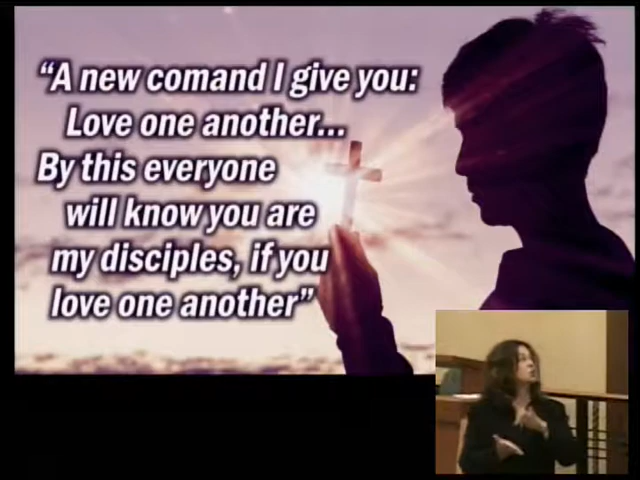 “A new comand I give you:
Love one another...
By this everyone
will know you are
my disciples, if you
love one another”